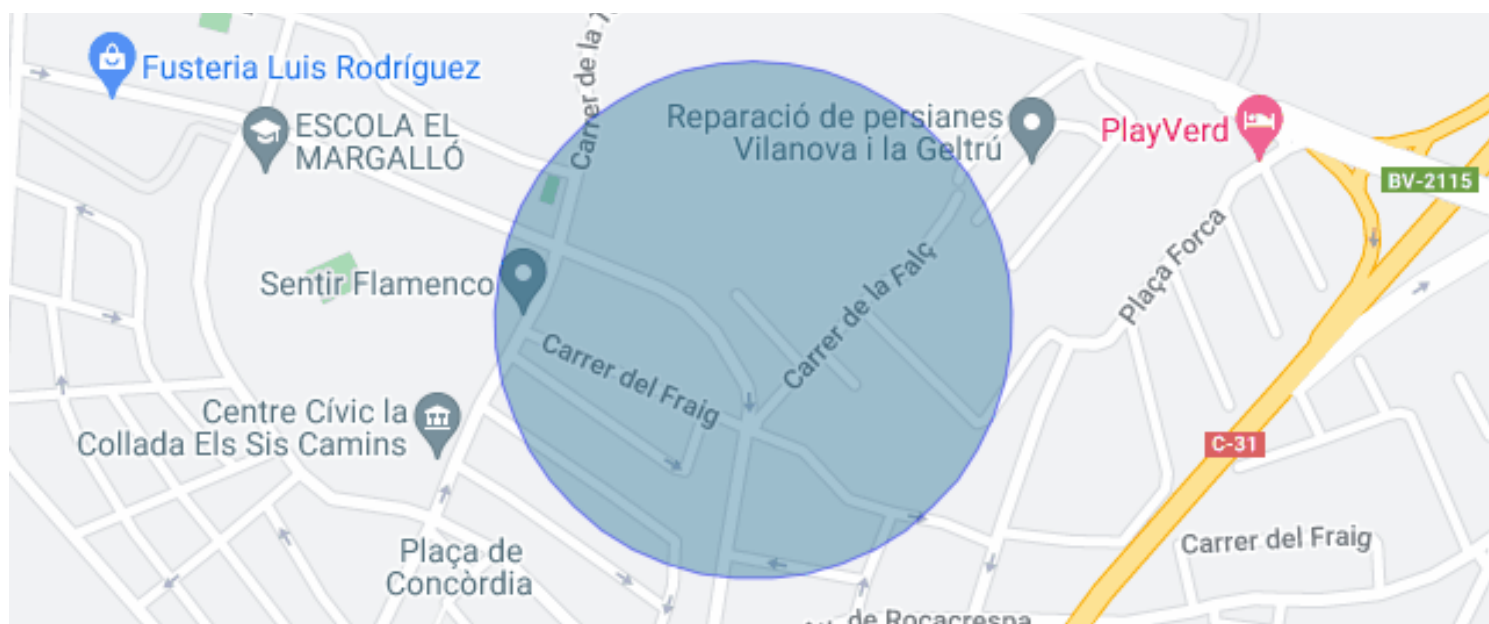 Fusteria Luis Rodríguez
ESCOLA EL
MARGALLÓ
Carrer de la
Reparació de persianes
Vilanova i la Geltrú
PlayVerd
BV-2115
Plaça Forca
Sentir Flamenco
Carrer de la Falç
Carrer del Fraig
Centre Cívic la
Collada Els Sis Camins
C-31
Plaça de
Concòrdia
Carrer del Fraig
de Rocacrespa